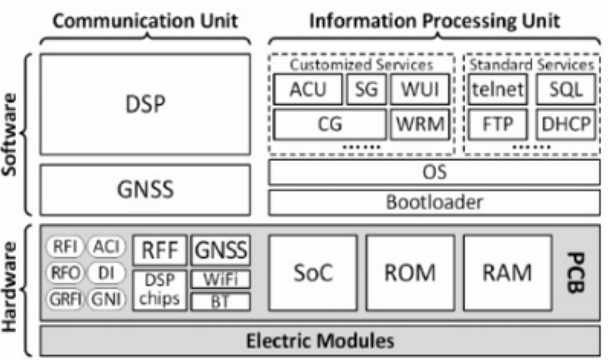 Communication Unit
Information Processing Unit
Software
DSP
GNSS
Customized Services
ACU SG WUI
CG WRM
......
Standard Services
telnet SQL
FTP DHCP
......
OS
Bootloader
Hardware
RFI ACI
RFO DI
GRFI GNI
RFF GNSS
DSP chips
WiFi
BT
SoC
ROM
RAM
PCB
Electric Modules